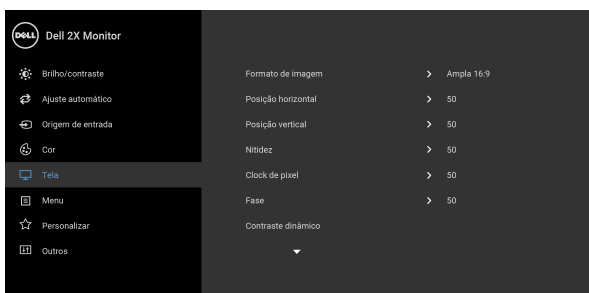 DELL Dell 2X Monitor
Brilho/contraste
Ajuste automático
Origem de entrada
Cor
Tela
Menu
Personalizar
Outros
Formato de imagem > Ampla 16:9
Posição horizontal > 50
Posição vertical > 50
Nitidez > 50
Clock de pixel > 50
Fase > 50
Contraste dinâmico